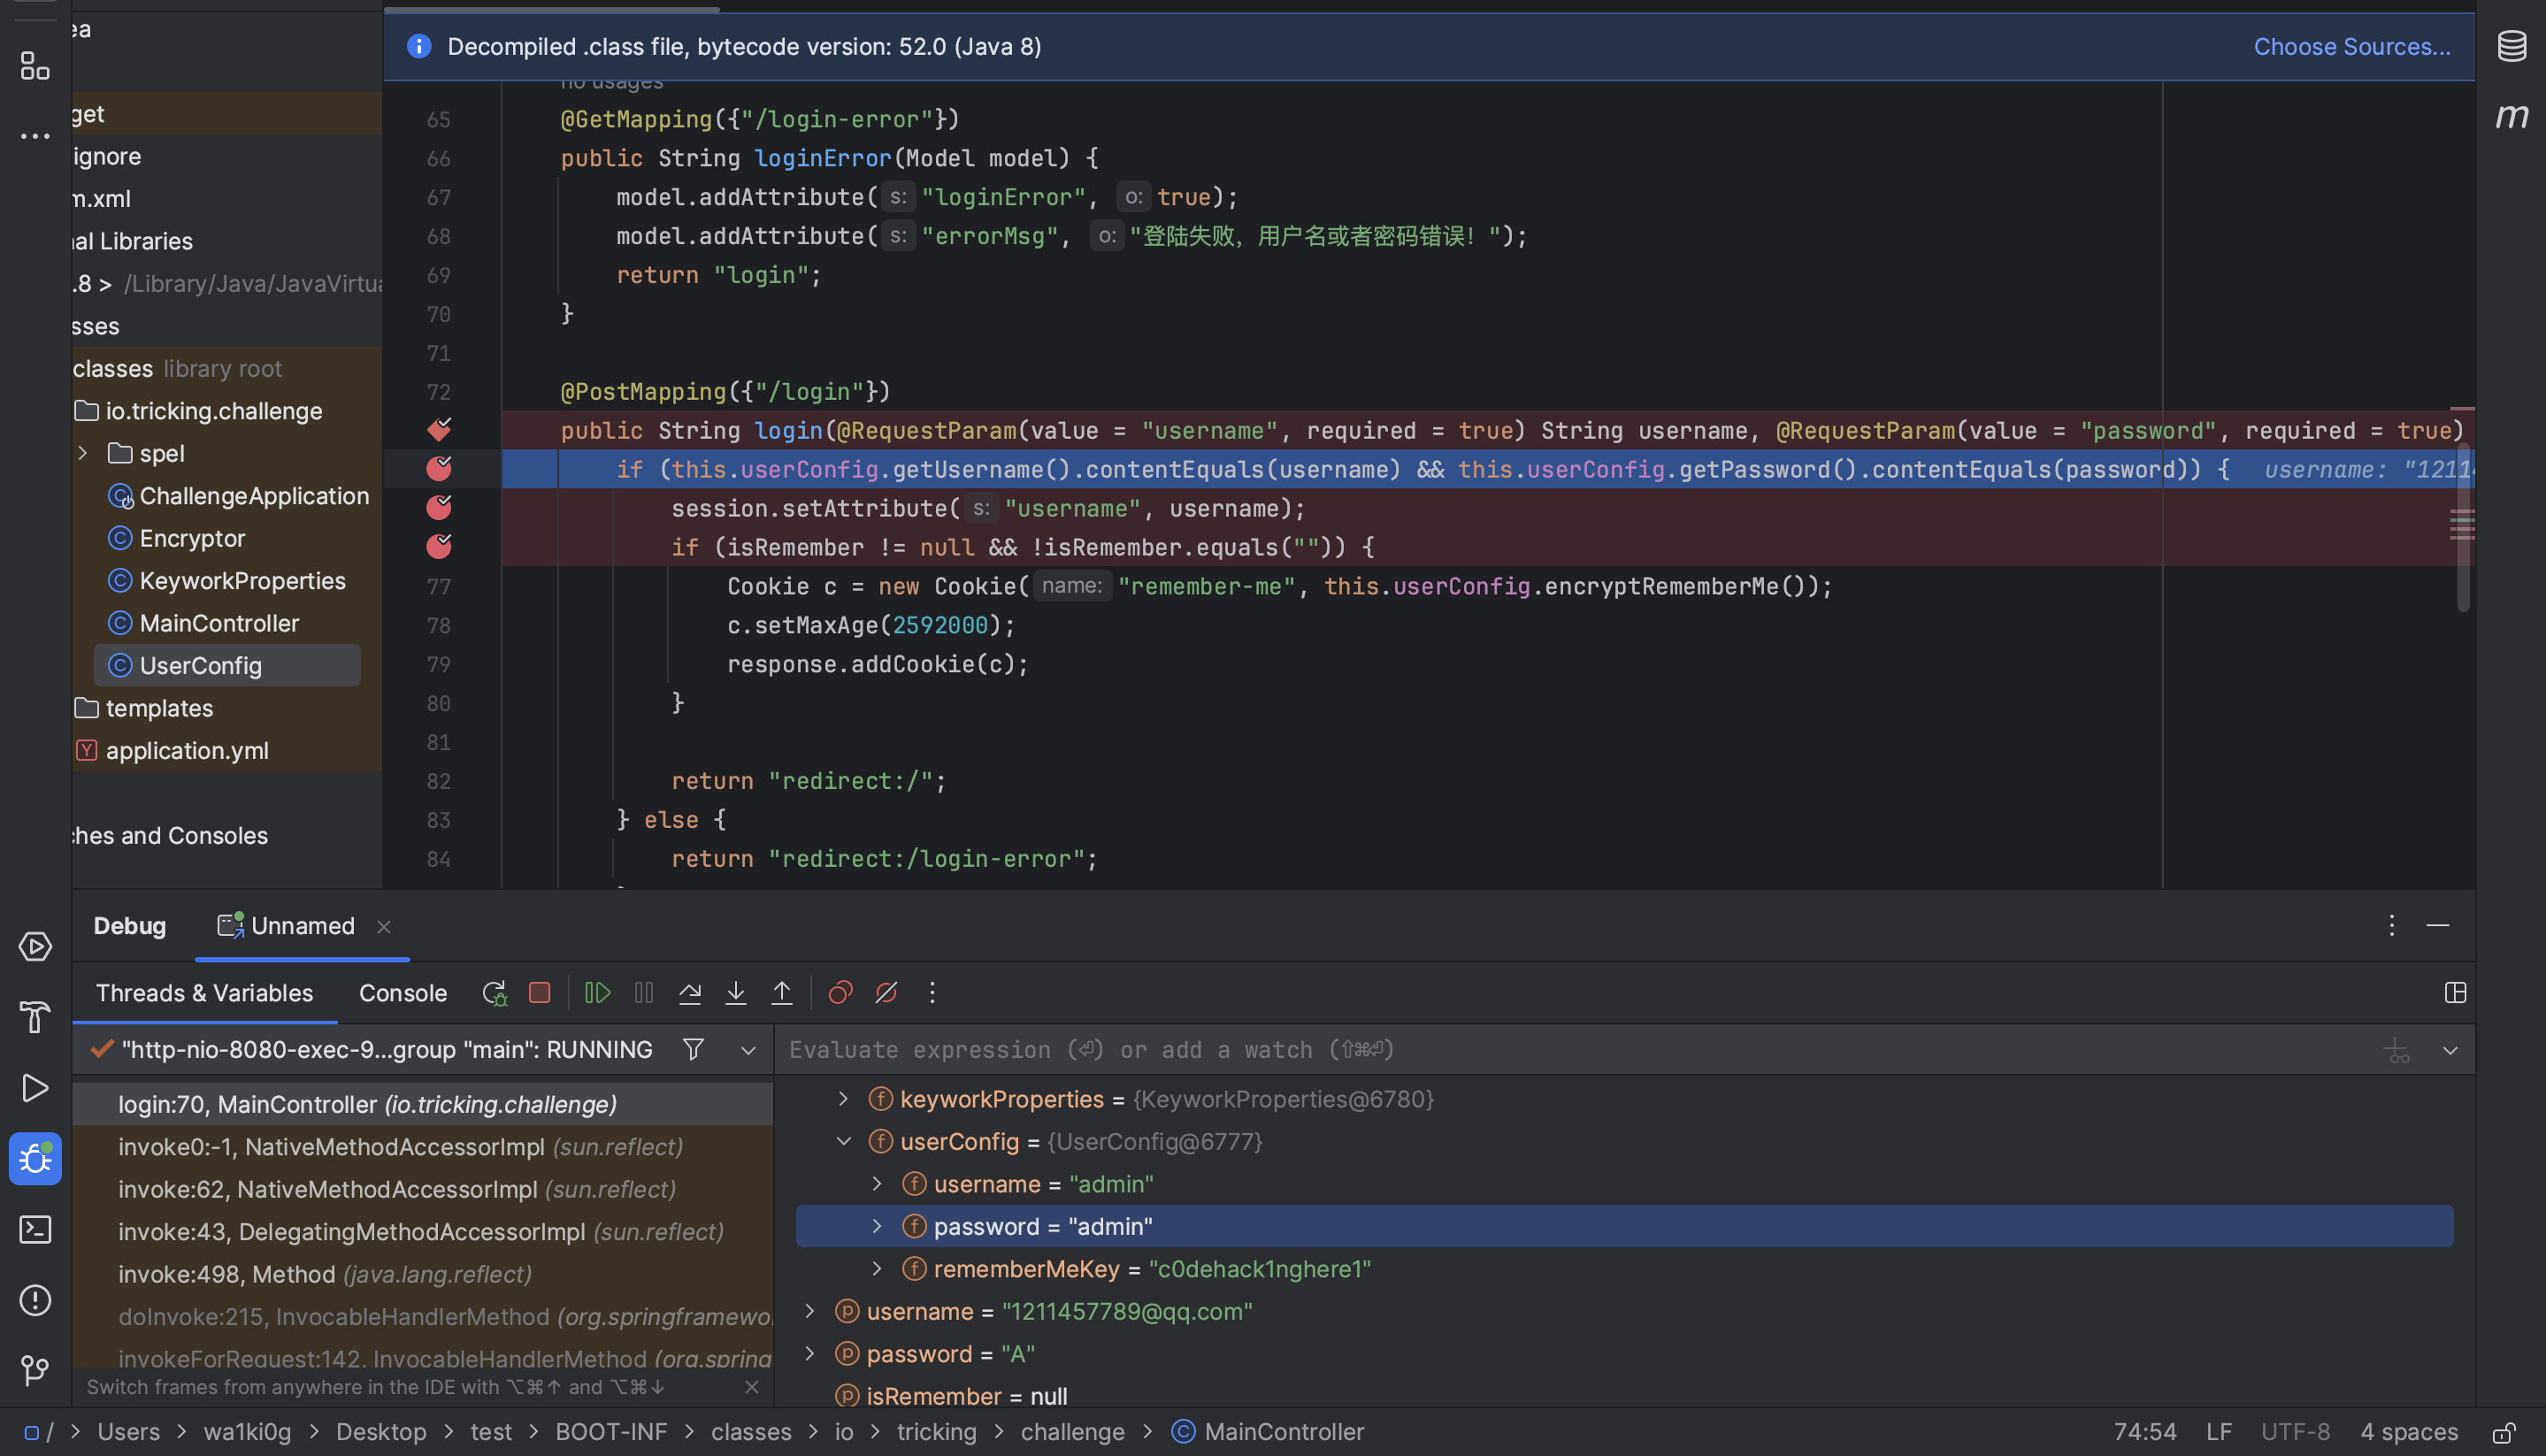 ea
get
ignore
m.xml
al Libraries
.8 > /Library/Java/JavaVirtua
sses
classes library root
io.tricking.challenge
spel
ChallengeApplication
Encryptor
KeyworkProperties
MainController
UserConfig
templates
application.yml
ches and Consoles
Decompiled .class file, bytecode version: 52.0 (Java 8) Choose Sources...
no usages
65 @GetMapping({"/login-error"})
66 public String loginError(Model model) {
67 model.addAttribute( s: "loginError", o: true);
68 model.addAttribute( s: "errorMsg", o: "登陆失败，用户名或者密码错误！");
69 return "login";
70 }
71
72 @PostMapping({"/login"})
public String login(@RequestParam(value = "username", required = true) String username, @RequestParam(value = "password", required = true)
if (this.userConfig.getUsername().contentEquals(username) && this.userConfig.getPassword().contentEquals(password)) { username: "1211
session.setAttribute( s: "username", username);
if (isRemember != null && !isRemember.equals("")) {
77 Cookie c = new Cookie( name: "remember-me", this.userConfig.encryptRememberMe());
78 c.setMaxAge(2592000);
79 response.addCookie(c);
80 }
81
82 return "redirect:/";
83 } else {
84 return "redirect:/login-error";
Debug Unnamed
Threads & Variables Console
"http-nio-8080-exec-9...group "main": RUNNING
login:70, MainController (io.tricking.challenge)
invoke0:-1, NativeMethodAccessorImpl (sun.reflect)
invoke:62, NativeMethodAccessorImpl (sun.reflect)
invoke:43, DelegatingMethodAccessorImpl (sun.reflect)
invoke:498, Method (java.lang.reflect)
doInvoke:215, InvocableHandlerMethod (org.springframewor
invokeForRequest:142, InvocableHandlerMethod (org.spring
Switch frames from anywhere in the IDE with ⌥⌘↑ and ⌥⌘↓
Evaluate expression (⏎) or add a watch (⇧⌘⏎)
keyworkProperties = {KeyworkProperties@6780}
userConfig = {UserConfig@6777}
username = "admin"
password = "admin"
rememberMeKey = "c0dehack1nghere1"
username = "1211457789@qq.com"
password = "A"
isRemember = null
/ > Users > wa1ki0g > Desktop > test > BOOT-INF > classes > io > tricking > challenge > MainController 74:54 LF UTF-8 4 spaces